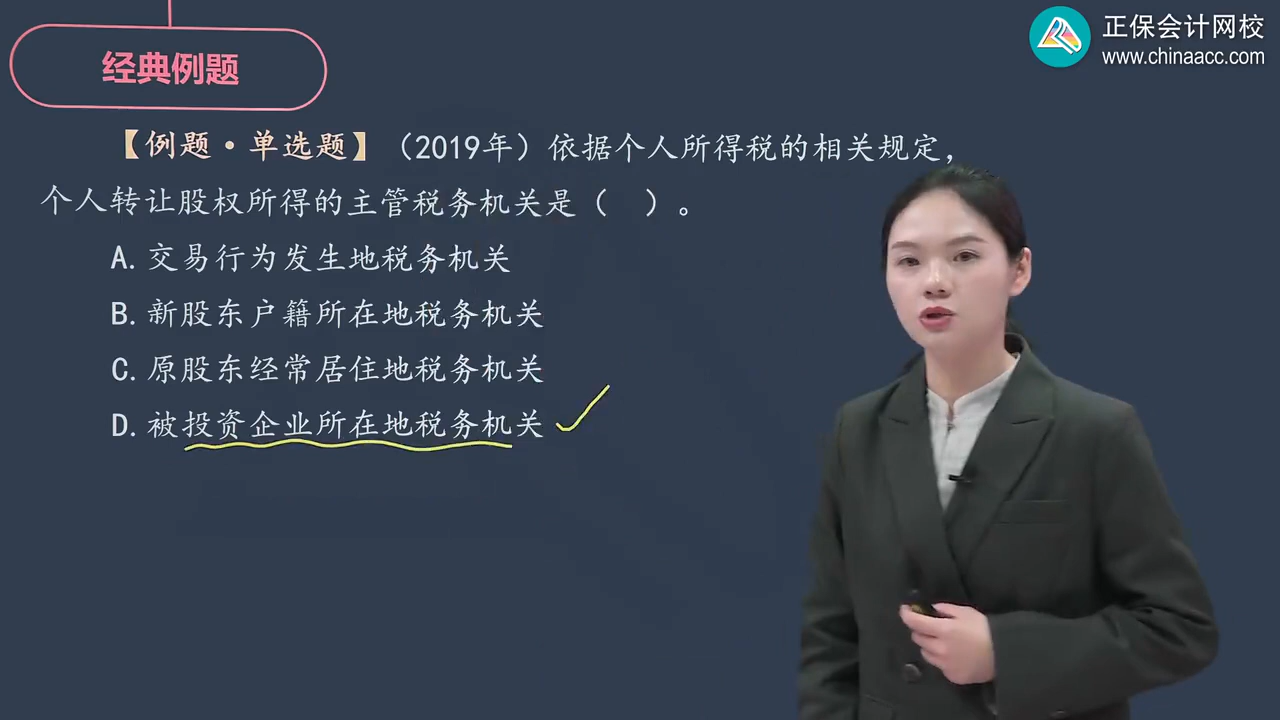 正保会计网校
www.chinaacc.com
经典例题
【例题·单选题】（2019年）依据个人所得税的相关规定，
个人转让股权所得的主管税务机关是（ ）。
A.交易行为发生地税务机关
B.新股东户籍所在地税务机关
C.原股东经常居住地税务机关
D.被投资企业所在地税务机关